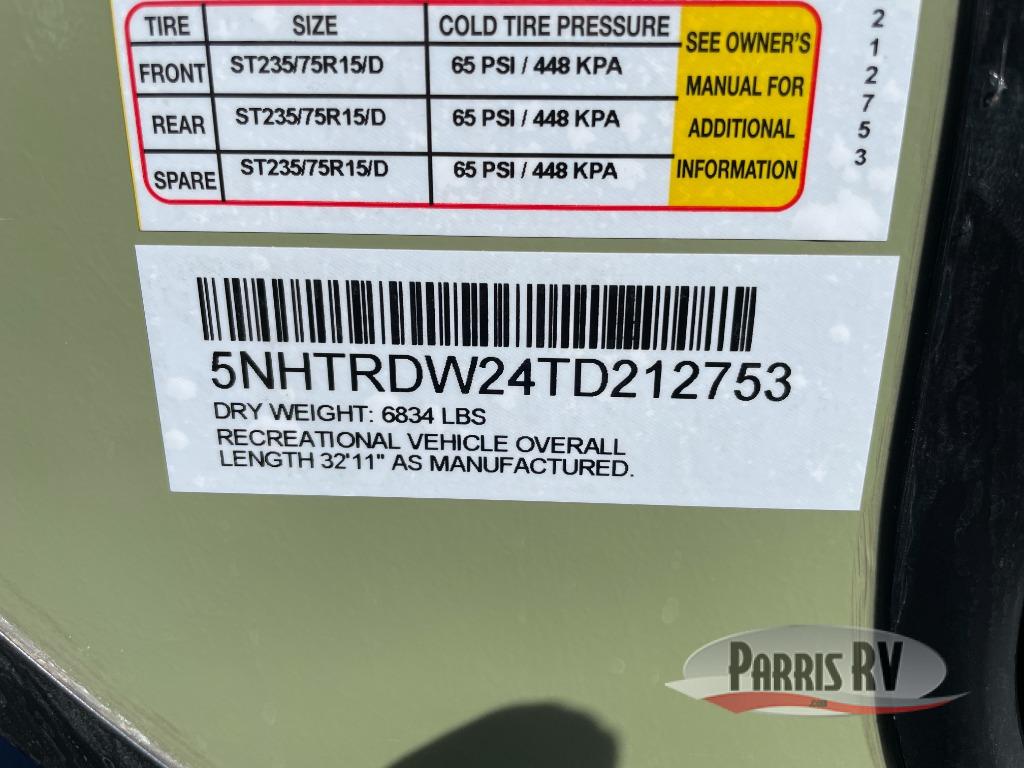 TIRE SIZE COLD TIRE PRESSURE
FRONT ST235/75R15/D 65 PSI / 448 KPA
REAR ST235/75R15/D 65 PSI / 448 KPA
SPARE ST235/75R15/D 65 PSI / 448 KPA
SEE OWNER'S
MANUAL FOR
ADDITIONAL
INFORMATION
2
1
2
7
5
3
5NHTRDW24TD212753
DRY WEIGHT: 6834 LBS
RECREATIONAL VEHICLE OVERALL
LENGTH 32'11" AS MANUFACTURED.
PARRIS RV
.com